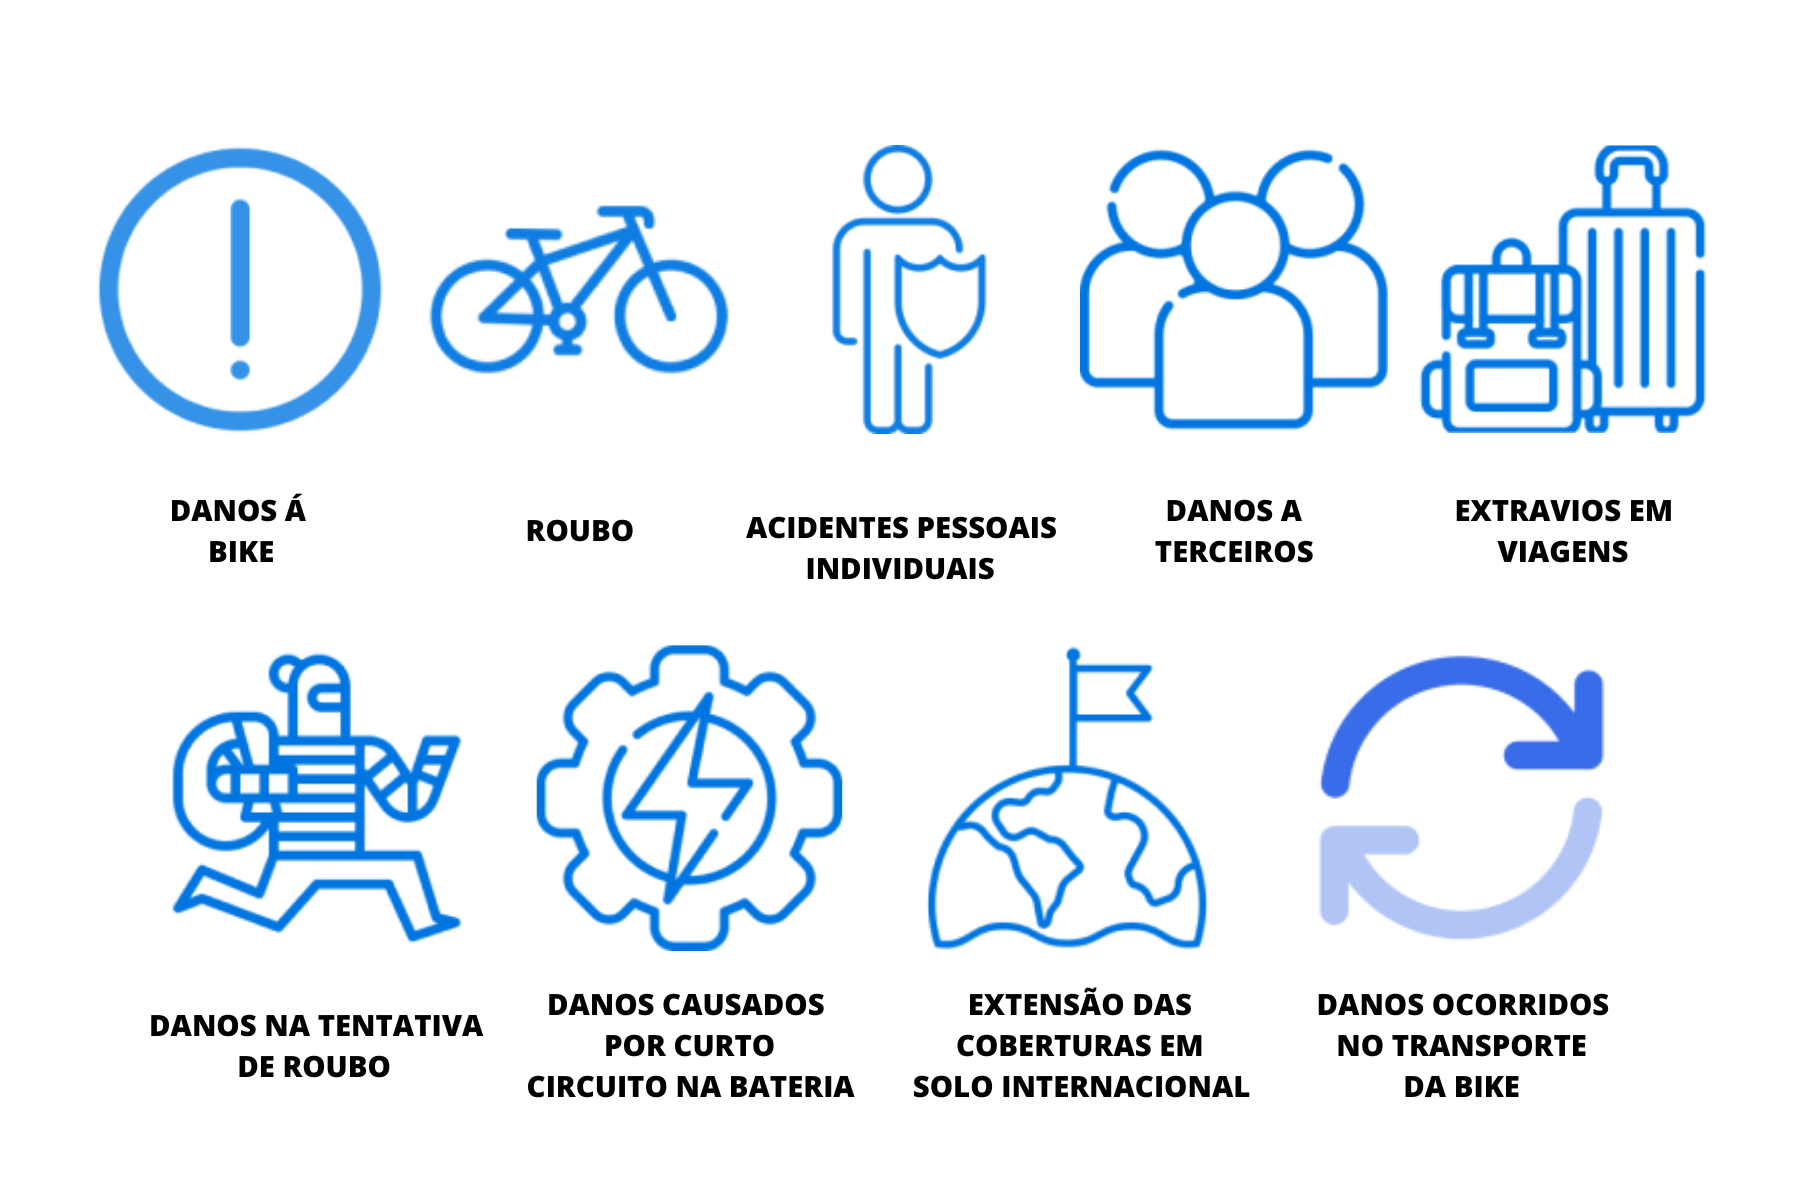 DANOS Á
BIKE
ROUBO
ACIDENTES PESSOAIS
INDIVIDUAIS
DANOS A
TERCEIROS
EXTRAVIOS EM
VIAGENS
DANOS NA TENTATIVA
DE ROUBO
DANOS CAUSADOS
POR CURTO
CIRCUITO NA BATERIA
EXTENSÃO DAS
COBERTURAS EM
SOLO INTERNACIONAL
DANOS OCORRIDOS
NO TRANSPORTE
DA BIKE